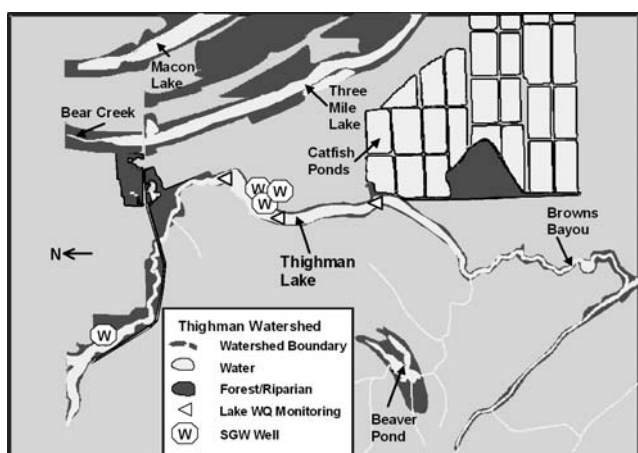 Macon
Lake
Bear Creek
Three
Mile
Lake
Catfish
Ponds
W
W W
W
Browns
Bayou
N
Thighman
Lake
W
Thighman Watershed
Watershed Boundary
Water
Forest/Riparian
Lake WQ Monitoring
W SGW Well
Beaver
Pond